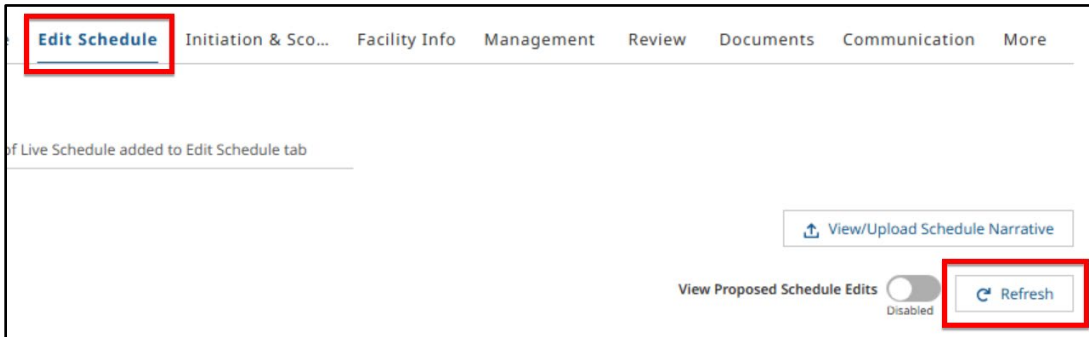 Edit Schedule Initiation & Sco... Facility Info Management Review Documents Communication More
of Live Schedule added to Edit Schedule tab
View/Upload Schedule Narrative
View Proposed Schedule Edits Refresh
Disabled